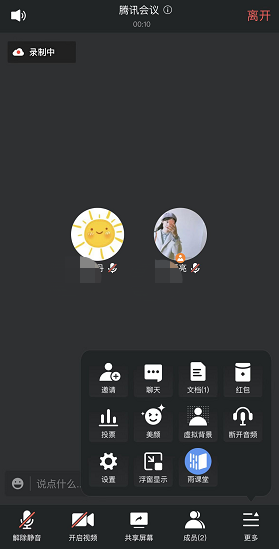 腾讯会议
00:10
离开
录制中
亮
邀请
聊天
文档(1)
红包
投票
美颜
虚拟背景
断开音频
设置
浮窗显示
雨课堂
说点什么...
解除静音
开启视频
共享屏幕
成员(2)
更多